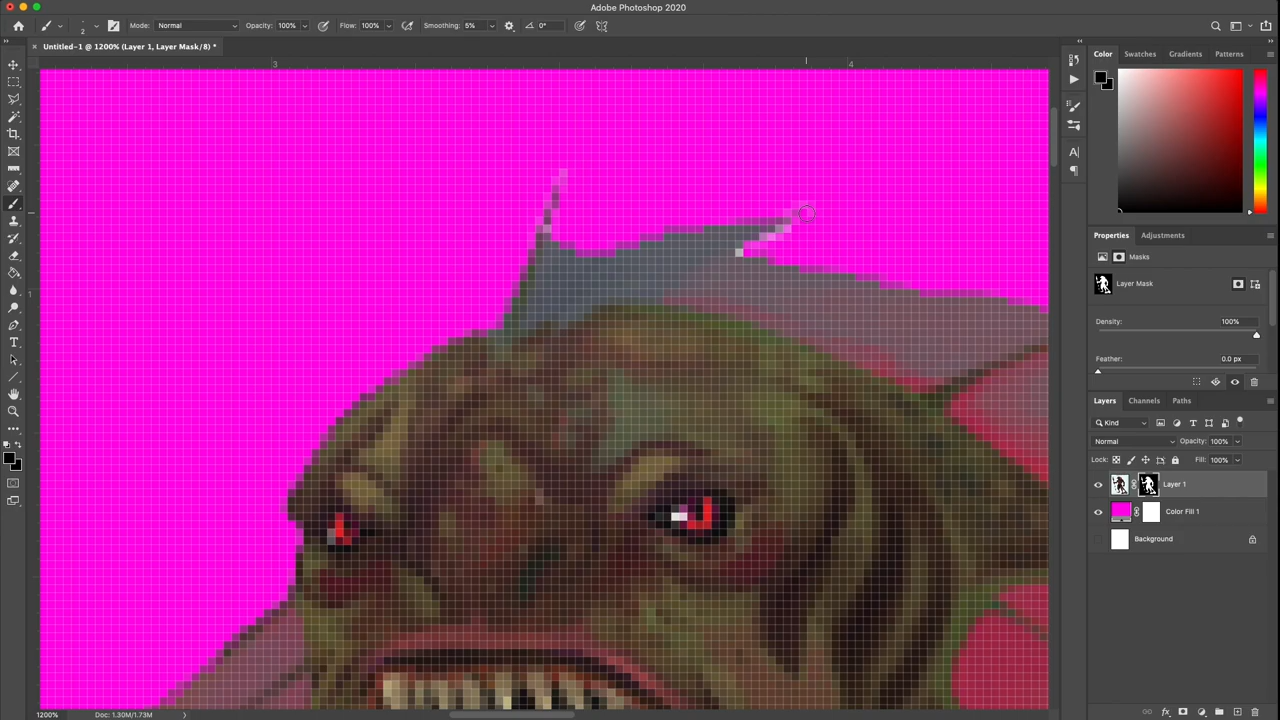 Adobe Photoshop 2020
2
Mode: Normal
Opacity: 100%
Flow: 100%
Smoothing: 5%
0°
× Untitled-1 @ 1200% (Layer 1, Layer Mask/8) *
3
4
1
Color
Swatches
Gradients
Patterns
Properties
Adjustments
Masks
Layer Mask
Density: 100%
Feather: 0.0 px
Layers
Channels
Paths
Kind
Normal
Opacity: 100%
Lock:
Fill: 100%
Layer 1
Color Fill 1
Background
1200%
Doc: 1.30M/1.73M